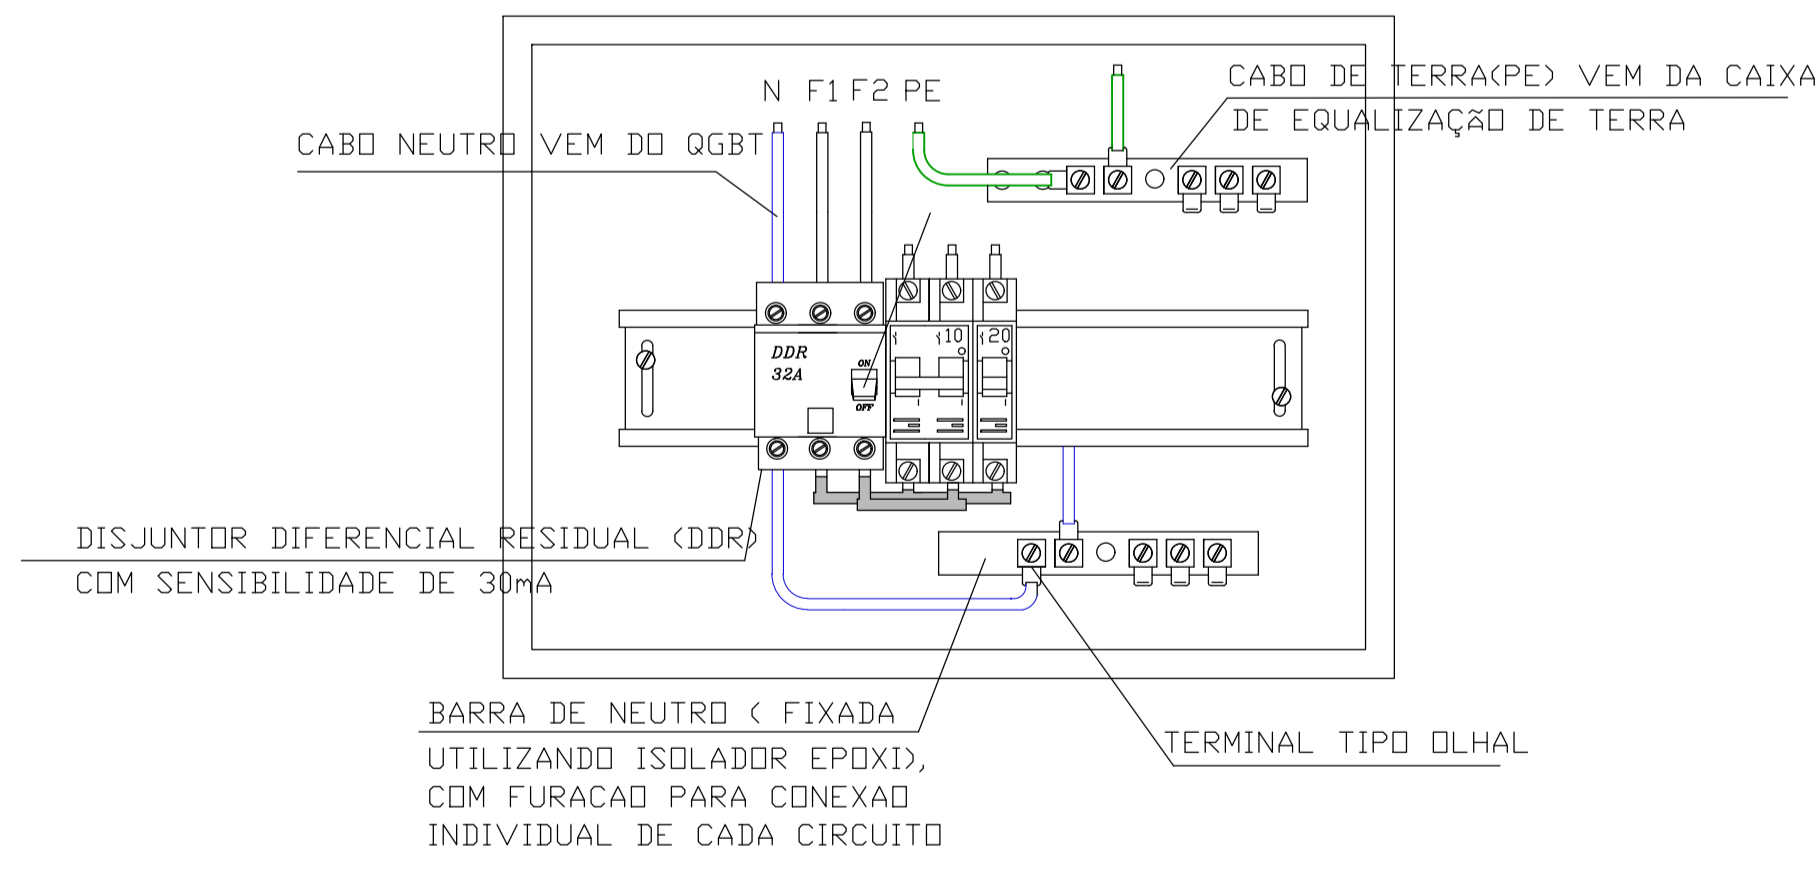 N F1 F2 PE
CABO DE TERRA(PE) VEM DA CAIXA
DE EQUALIZAÇÃO DE TERRA
CABO NEUTRO VEM DO QGBT
10 20
DDR
32A
ON
OFF
DISJUNTOR DIFERENCIAL RESIDUAL (DDR)
COM SENSIBILIDADE DE 30mA
BARRA DE NEUTRO ( FIXADA
UTILIZANDO ISOLADOR EPOXI),
COM FURACAO PARA CONEXAO
INDIVIDUAL DE CADA CIRCUITO
TERMINAL TIPO OLHAL